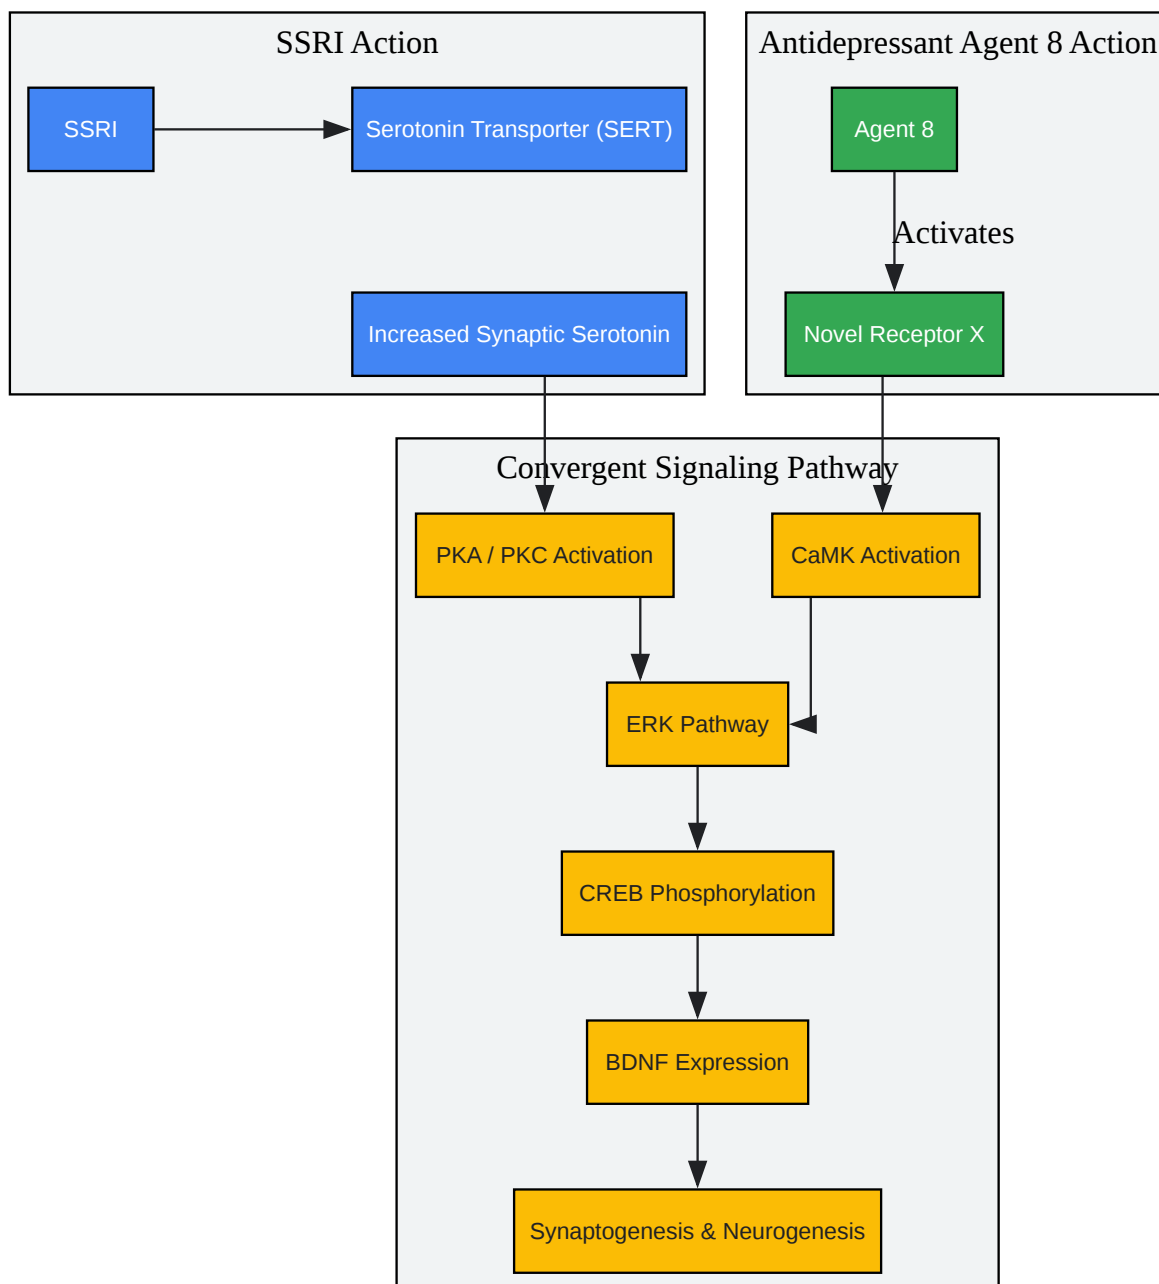 SSRI Action
SSRI
Serotonin Transporter (SERT)
Increased Synaptic Serotonin
Antidepressant Agent 8 Action
Agent 8
Activates
Novel Receptor X
Convergent Signaling Pathway
PKA / PKC Activation
CaMK Activation
ERK Pathway
CREB Phosphorylation
BDNF Expression
Synaptogenesis & Neurogenesis